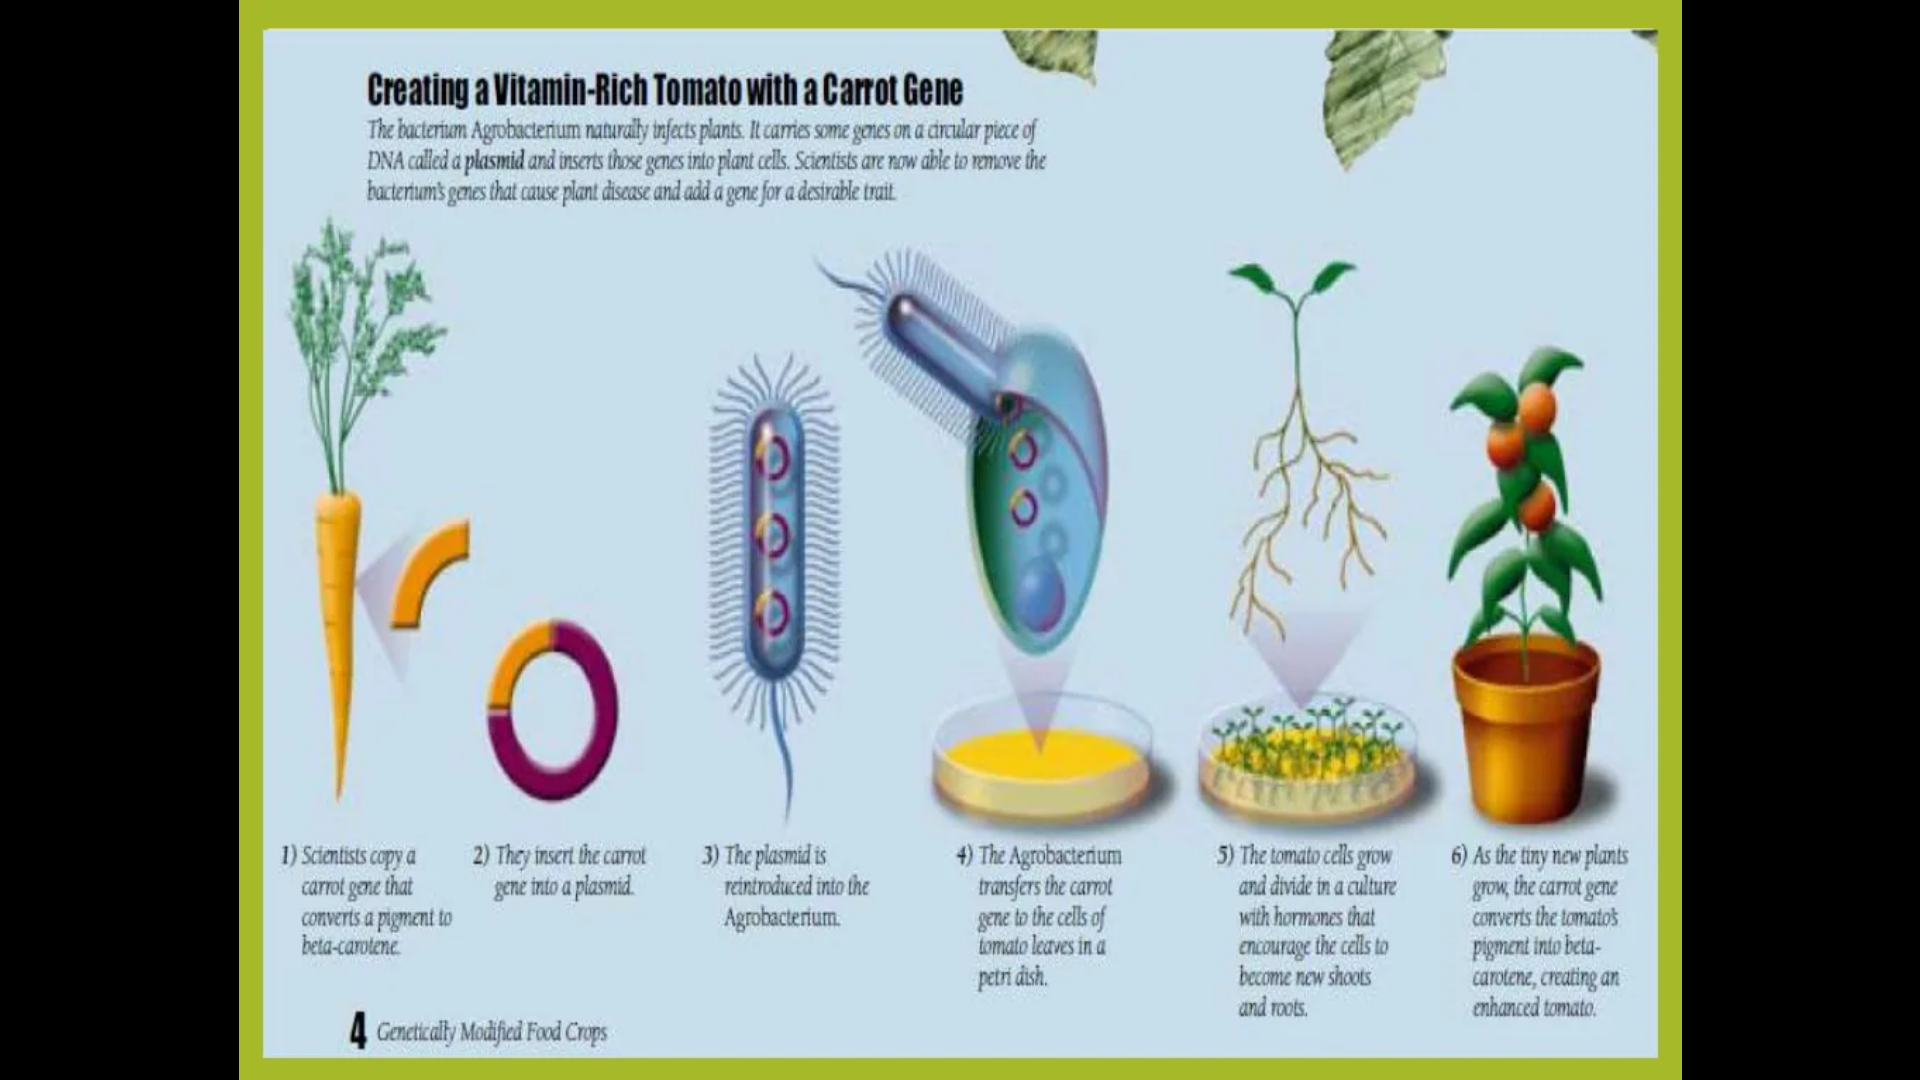 Creating a Vitamin-Rich Tomato with a Carrot Gene
The bacterium Agrobacterium naturally infects plants. It carries some genes on a circular piece of
DNA called a plasmid and inserts those genes into plant cells. Scientists are now able to remove the
bacterium's genes that cause plant disease and add a gene for a desirable trait.
1) Scientists copy a
carrot gene that
converts a pigment to
beta-carotene.
2) They insert the carrot
gene into a plasmid.
3) The plasmid is
reintroduced into the
Agrobacterium.
4) The Agrobacterium
transfers the carrot
gene to the cells of
tomato leaves in a
petri dish.
5) The tomato cells grow
and divide in a culture
with hormones that
encourage the cells to
become new shoots
and roots.
6) As the tiny new plants
grow, the carrot gene
converts the tomato's
pigment into beta-
carotene, creating an
enhanced tomato.
4 Genetically Modified Food Crops